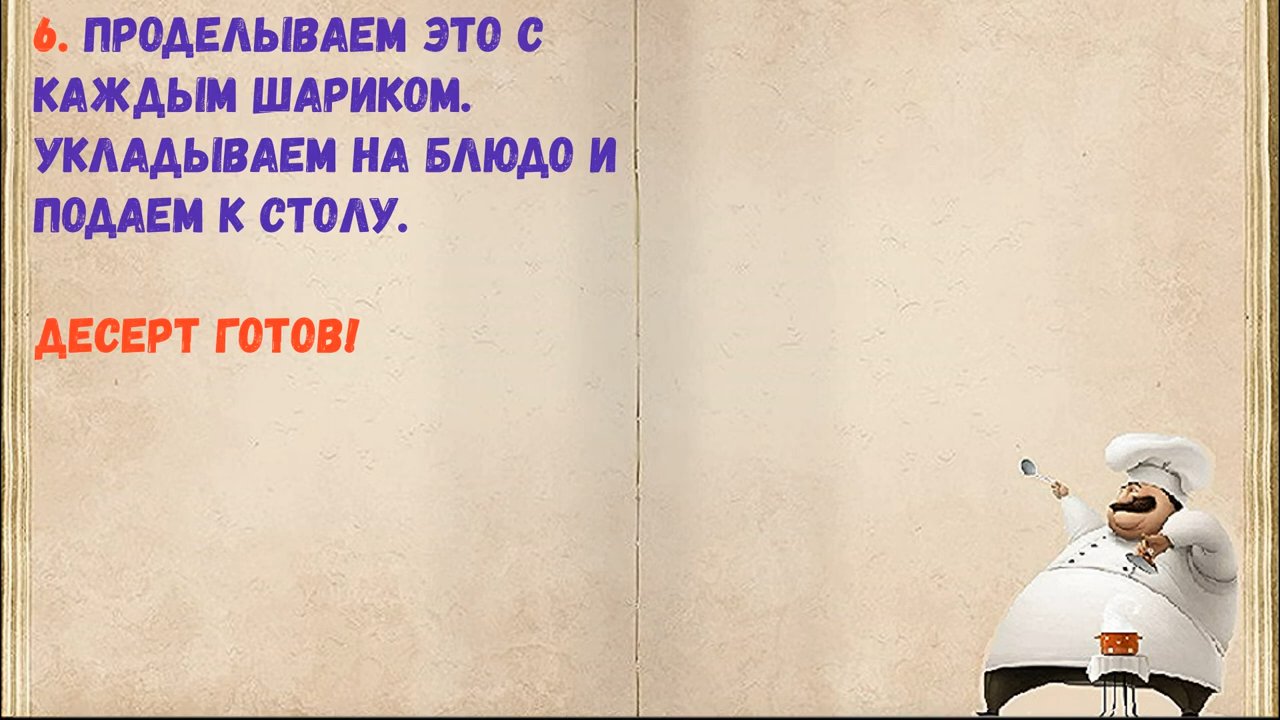 6. ПРОДЕЛЫВАЕМ ЭТО С
КАЖДЫМ ШАРИКОМ.
УКЛАДЫВАЕМ НА БЛЮДО И
ПОДАЕМ К СТОЛУ.
ДЕСЕРТ ГОТОВ!